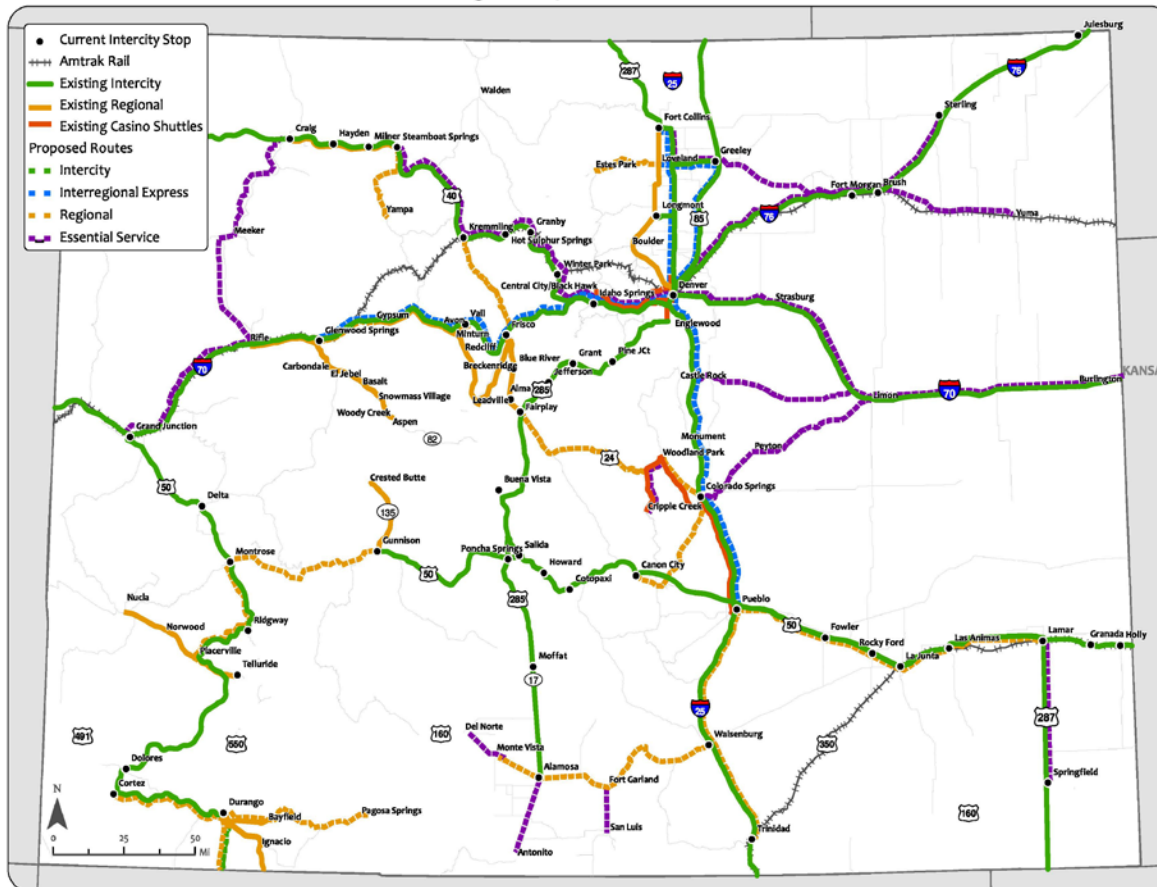 Current Intercity Stop
Amtrak Rail
Existing Intercity
Existing Regional
Existing Casino Shuttles
Proposed Routes
Intercity
Interregional Express
Regional
Essential Service
Julesburg
76
287
25
Walden
Sterling
Fort Collins
Craig
Hayden
Milner Steamboat Springs
Estes Park
Loveland
Greeley
Fort Morgan
Brush
40
Yampa
Longmont
85
76
Yuma
Meeker
Kremmling
Granby
Hot Sulphur Springs
Boulder
Winter Park
Central City/Black Hawk
Idaho Springs
Denver
Strasburg
Gypsum
Avon
Vail
Minturn
Redcliff
Frisco
Englewood
Rifle
Glenwood Springs
70
Blue River
Grant
Pine JCt
Breckenridge
Jefferson
Carbondale
El Jebel
Basalt
Alma
285
Castle Rock
Burlington
KANSA
Snowmass Village
Leadville
Fairplay
Limon
70
Woody Creek
Aspen
82
Grand Junction
Monument
Woodland Park
Peyton
24
50
Crested Butte
Buena Vista
Colorado Springs
Cripple Creek
Delta
135
Gunnison
Poncha Springs
Salida
Montrose
50
Howard
Canon City
Cotopaxi
285
Pueblo
Nucla
50
Norwood
Ridgway
Fowler
Placerville
Rocky Ford
Las Animas
Lamar
Granada Holly
Telluride
Moffat
La Junta
17
25
287
491
550
160
Del Norte
350
Monte Vista
Walsenburg
Dolores
Alamosa
Fort Garland
Springfield
Cortez
Durango
Pagosa Springs
Bayfield
San Luis
160
Ignacio
Antonito
Trinidad
N
0 25 50
Mi